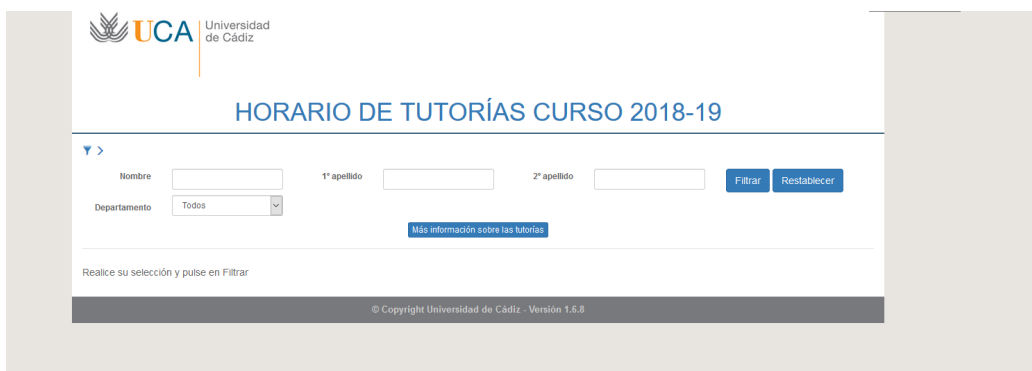 UCA Universidad
de Cádiz
HORARIO DE TUTORÍAS CURSO 2018-19
Nombre 1º apellido 2º apellido Filtrar Restablecer
Departamento Todos
Más información sobre las tutorías
Realice su selección y pulse en Filtrar
© Copyright Universidad de Cádiz - Versión 1.6.8